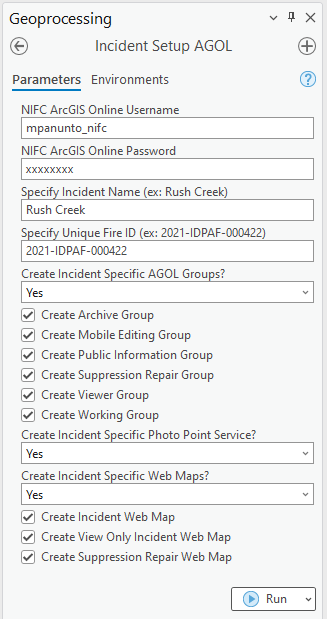 Geoprocessing
Incident Setup AGOL
Parameters Environments
NIFC ArcGIS Online Username
mpanunto_nifc
NIFC ArcGIS Online Password
xxxxxxxx
Specify Incident Name (ex: Rush Creek)
Rush Creek
Specify Unique Fire ID (ex: 2021-IDPAF-000422)
2021-IDPAF-000422
Create Incident Specific AGOL Groups?
Yes
Create Archive Group
Create Mobile Editing Group
Create Public Information Group
Create Suppression Repair Group
Create Viewer Group
Create Working Group
Create Incident Specific Photo Point Service?
Yes
Create Incident Specific Web Maps?
Yes
Create Incident Web Map
Create View Only Incident Web Map
Create Suppression Repair Web Map
Run